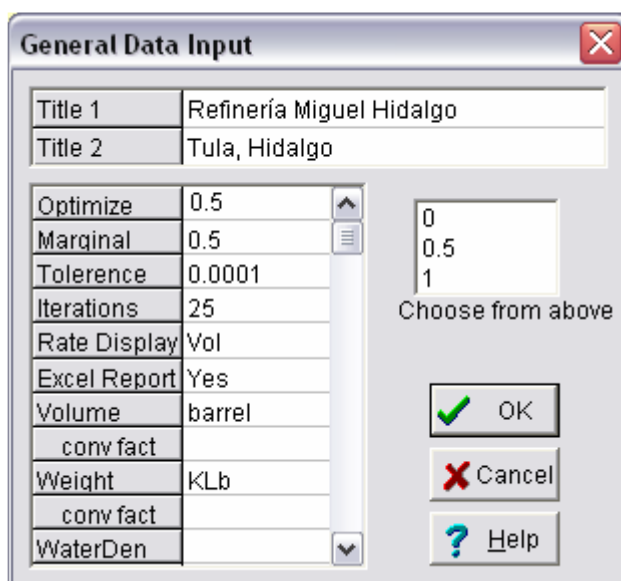 General Data Input
Title 1 Refinería Miguel Hidalgo
Title 2 Tula, Hidalgo
Optimize 0.5
Marginal 0.5
Tolerence 0.0001
Iterations 25
Rate Display Vol
Excel Report Yes
Volume barrel
conv fact
Weight KLb
conv fact
WaterDen
0
0.5
1
Choose from above
OK
Cancel
Help